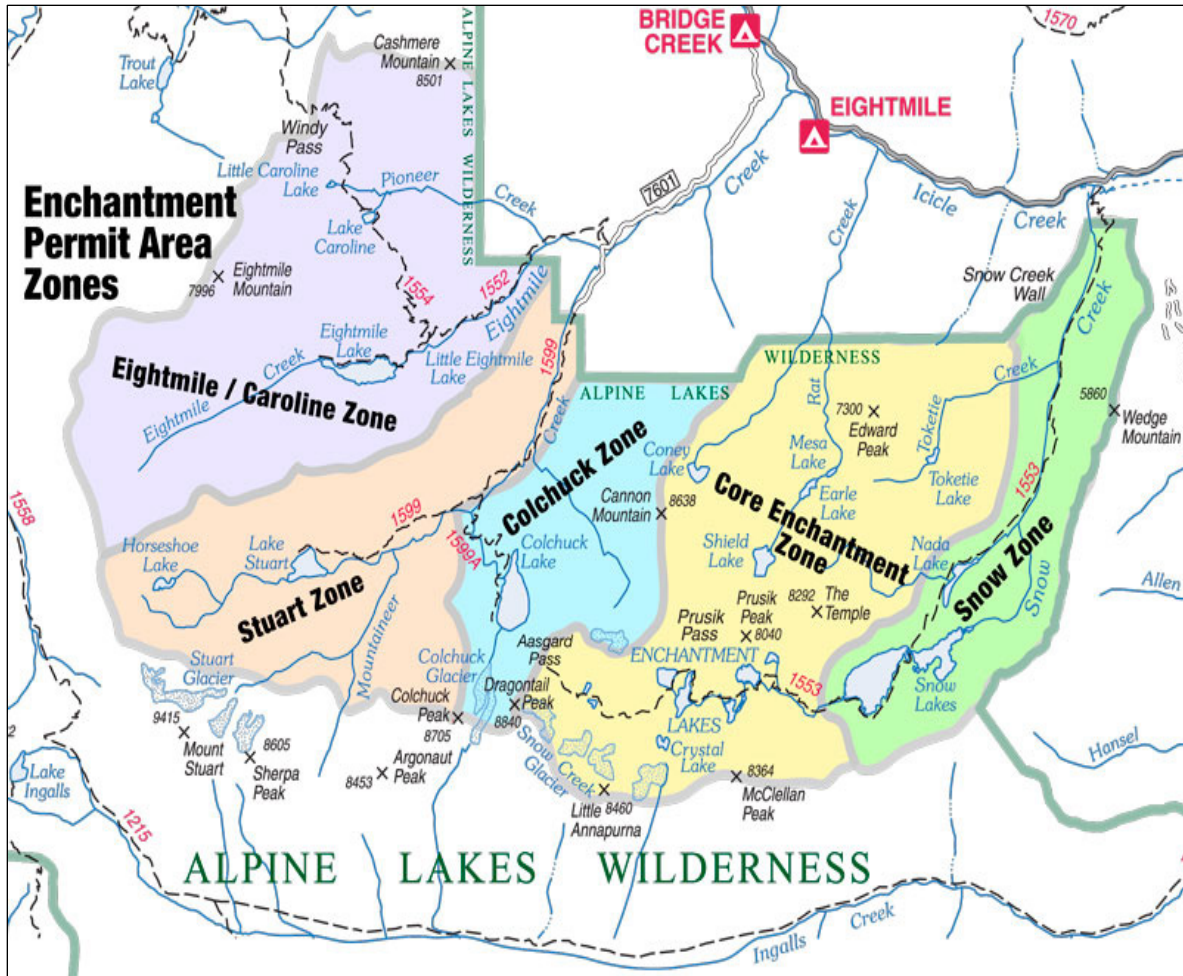 BRIDGE
CREEK
1570
EIGHTMILE
Trout
Lake
Cashmere
Mountain
8501
ALPINE LAKES WILDERNESS
Windy
Pass
Little Caroline
Lake
Pioneer
Creek
Lake
Caroline
Enchantment
Permit Area
Zones
Eightmile
Mountain
7996
1554
1552
Eightmile
7601
Creek
Creek
Icicle
Creek
Snow Creek
Wall
Creek
Eightmile
Lake
Little Eightmile
Lake
Creek
Eightmile
Eightmile / Caroline Zone
1599
Creek
WILDERNESS
ALPINE LAKES
7300
Edward
Peak
Rat
Creek
Toketie
5860
Wedge
Mountain
Coney
Lake
Mesa
Lake
Toketie
Lake
Earle
Lake
Cannon
Mountain
8638
Colchuck Zone
Core Enchantment
Zone
1553
1558
1599
Horseshoe
Lake
Lake
Stuart
1599A
Colchuck
Lake
Shield
Lake
Nada
Lake
Snow Zone
Snow
Allen
Stuart Zone
8292
The
Temple
Prusik
Peak
8040
Prusik
Pass
Aasgard
Pass
ENCHANTMENT
LAKES
1553
Snow
Lakes
Stuart
Glacier
Mountaineer
Colchuck
Glacier
Colchuck
Peak
8705
Dragontail
Peak
8840
Snow Creek
Glacier
Crystal
Lake
Hansel
9415
Mount
Stuart
8605
Sherpa
Peak
8453
Argonaut
Peak
Little
Annapurna
8460
8364
McClellan
Peak
2
Lake
Ingalls
1215
ALPINE LAKES WILDERNESS
Ingalls
Creek